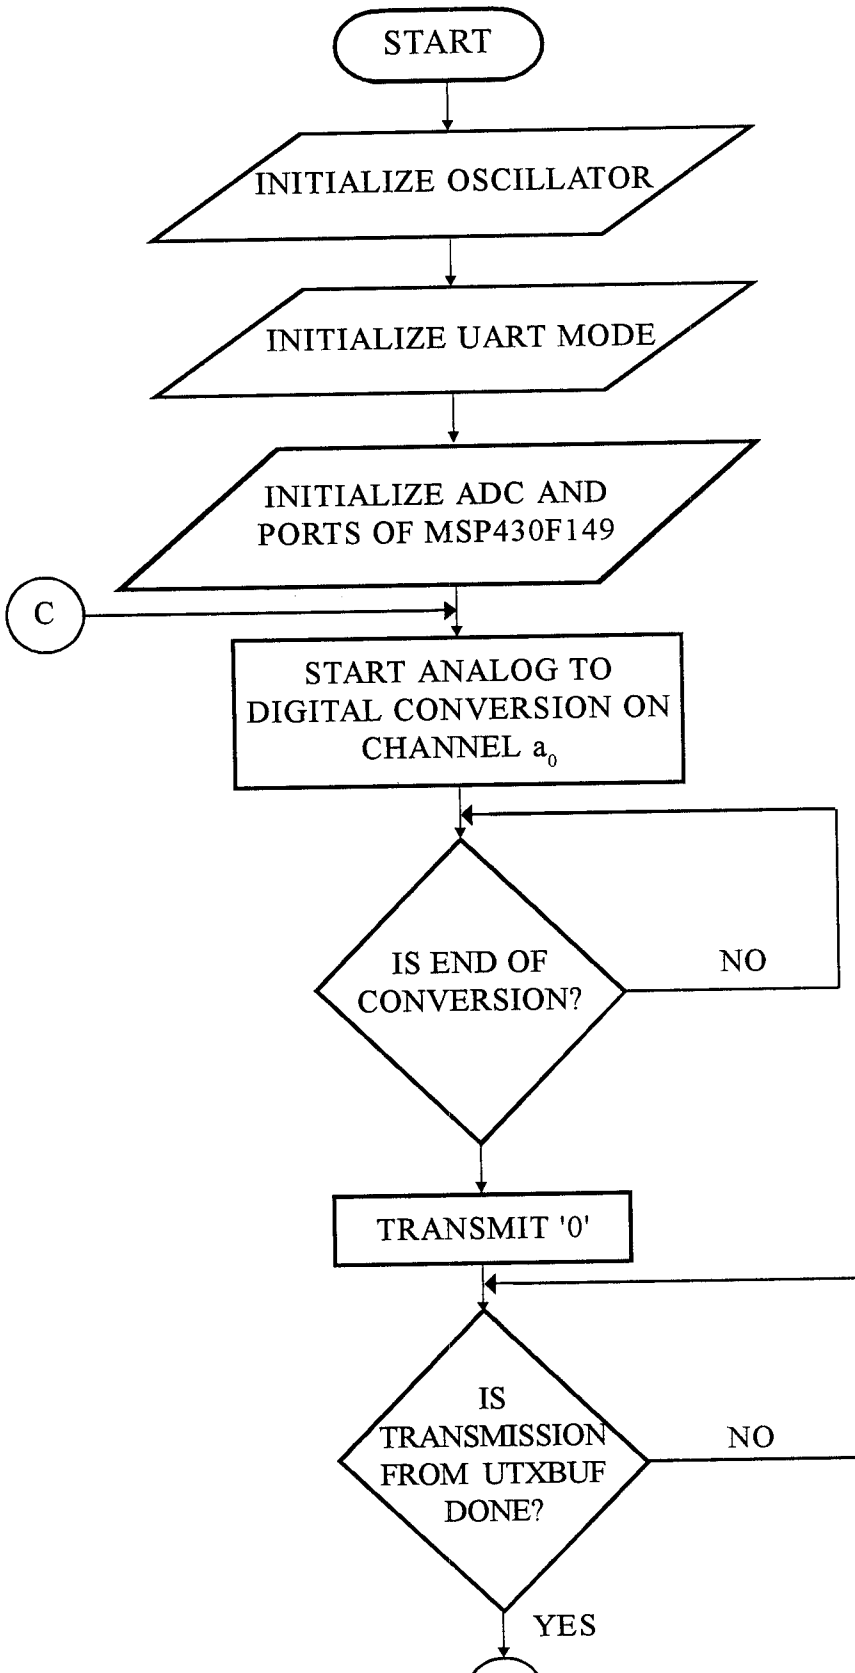 START
INITIALIZE OSCILLATOR
INITIALIZE UART MODE
INITIALIZE ADC AND
PORTS OF MSP430F149
C
START ANALOG TO
DIGITAL CONVERSION ON
CHANNEL a₀
IS END OF
CONVERSION?
NO
TRANSMIT '0'
IS
TRANSMISSION
FROM UTXBUF
DONE?
NO
YES